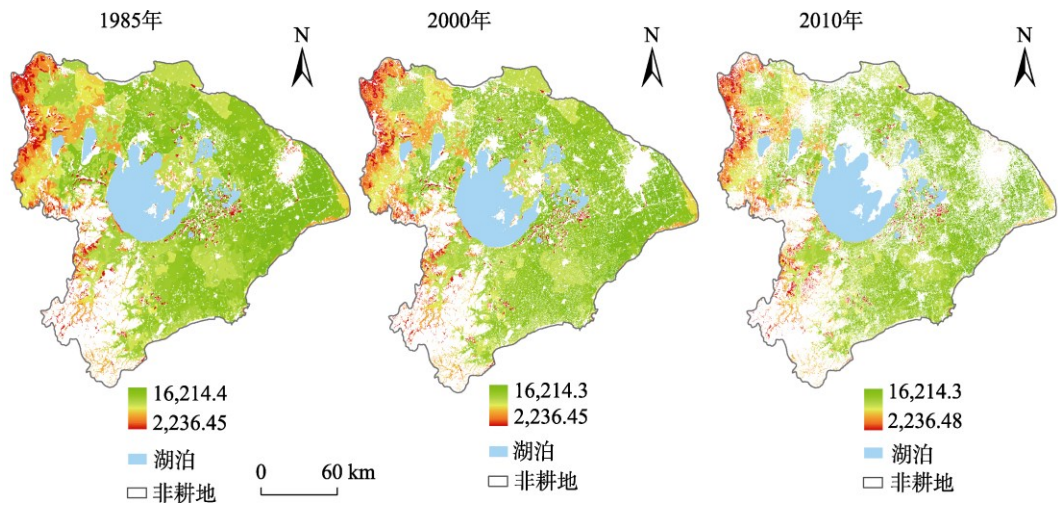 1985年
N
16,214.4
2,236.45
湖泊
非耕地
0 60 km
2000年
N
16,214.3
2,236.45
湖泊
非耕地
2010年
N
16,214.3
2,236.48
湖泊
非耕地